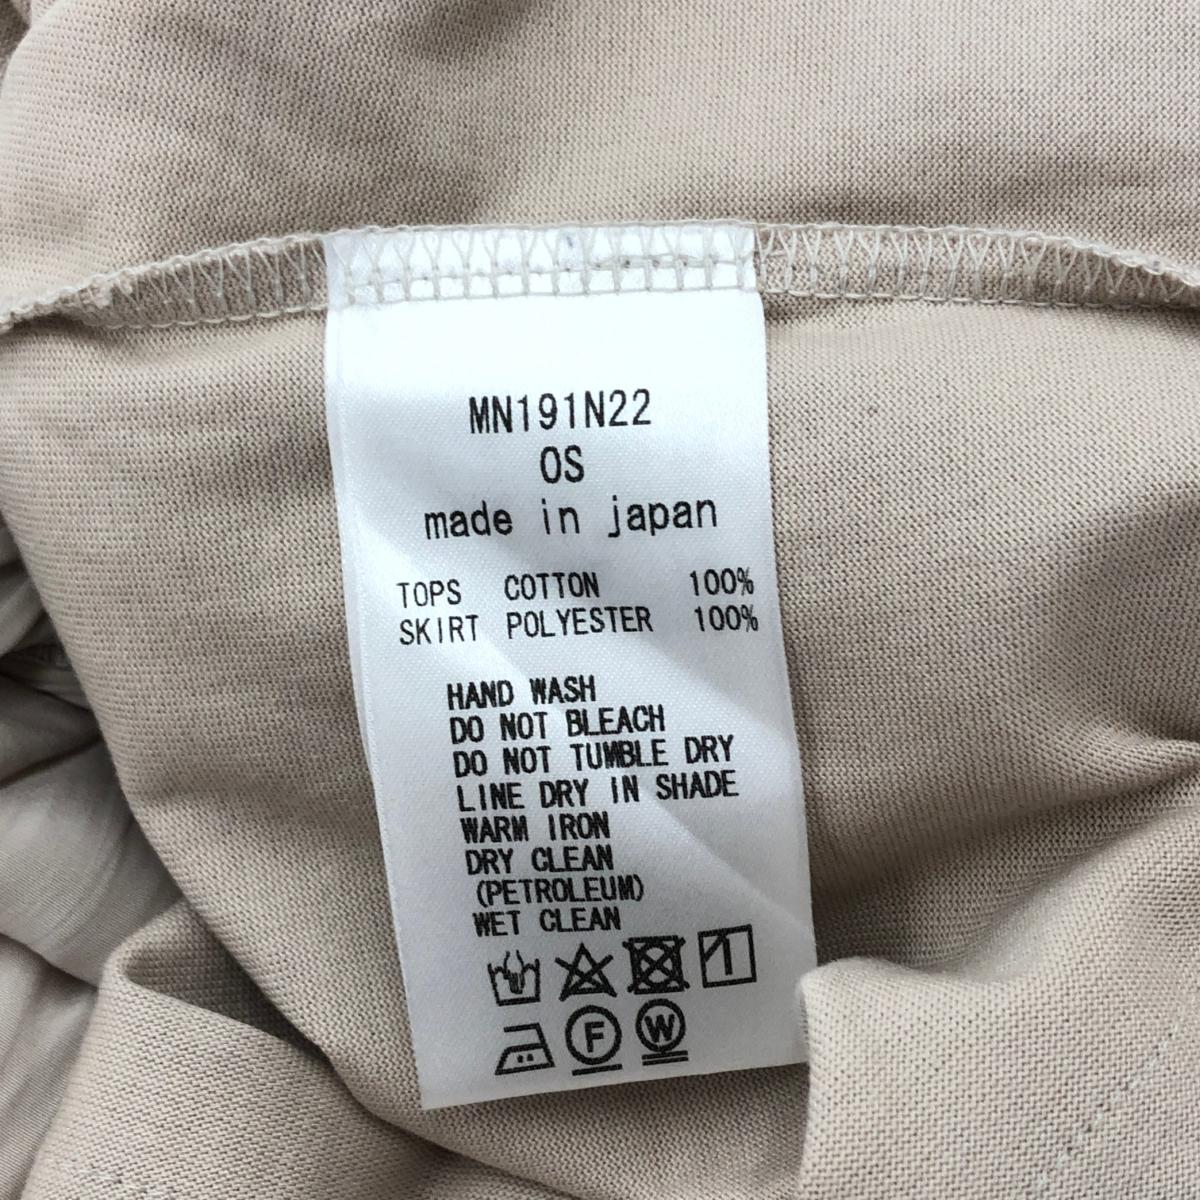 MN191N22
OS
made in japan
TOPS COTTON 100%
SKIRT POLYESTER 100%
HAND WASH
DO NOT BLEACH
DO NOT TUMBLE DRY
LINE DRY IN SHADE
WARM IRON
DRY CLEAN
(PETROLEUM)
WET CLEAN
F W